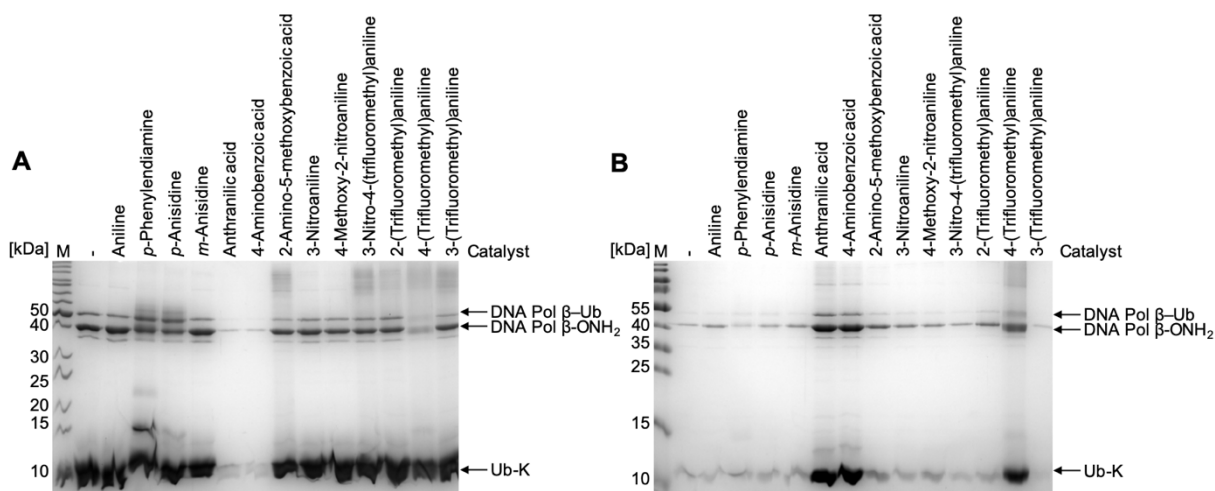 A
[kDa] M - Aniline p-Phenylendiamine p-Anisidine m-Anisidine Anthranilic acid 4-Aminobenzoic acid 2-Amino-5-methoxybenzoic acid 3-Nitroaniline 4-Methoxy-2-nitroaniline 3-Nitro-4-(trifluoromethyl)aniline 2-(Trifluoromethyl)aniline 4-(Trifluoromethyl)aniline 3-(Trifluoromethyl)aniline Catalyst
50
40
30
25
20
15
10
DNA Pol β–Ub
DNA Pol β-ONH₂
Ub-K
B
[kDa] M - Aniline p-Phenylendiamine p-Anisidine m-Anisidine Anthranilic acid 4-Aminobenzoic acid 2-Amino-5-methoxybenzoic acid 3-Nitroaniline 4-Methoxy-2-nitroaniline 3-Nitro-4-(trifluoromethyl)aniline 2-(Trifluoromethyl)aniline 4-(Trifluoromethyl)aniline 3-(Trifluoromethyl)aniline Catalyst
55
40
35
25
15
10
DNA Pol β–Ub
DNA Pol β-ONH₂
Ub-K